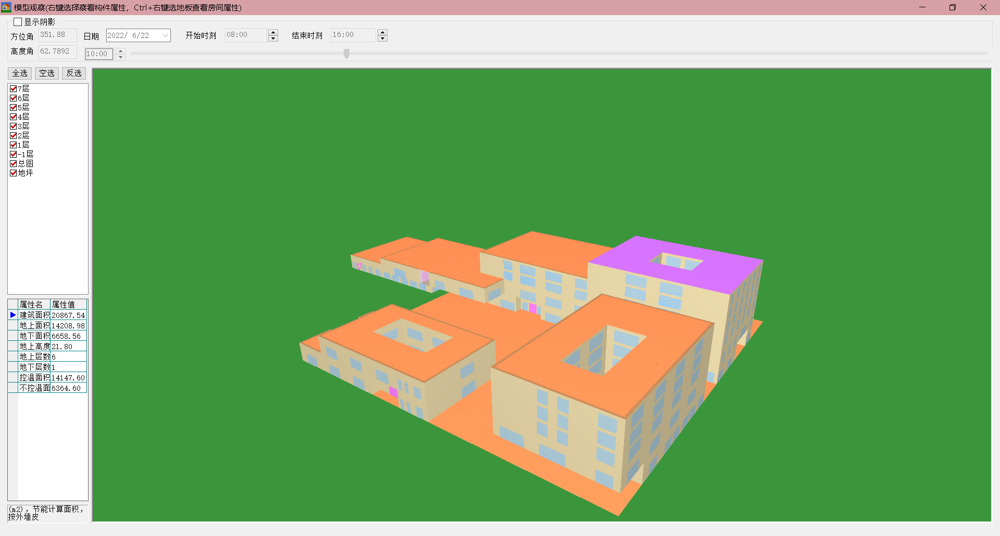 模型观察(右键选择察看构件属性, Ctrl+右键选地板查看房间属性)
显示阴影
方位角 351.88 日期 2022/ 6/22 开始时刻 08:00 结束时刻 16:00
高度角 62.7892 10:00
全选 空选 反选
7层
6层
5层
4层
3层
2层
1层
-1层
总图
地坪
属性名 属性值
建筑面积 20867.54
地上面积 14208.98
地下面积 6658.56
地上高度 21.80
地上层数 6
地下层数 1
控温面积 14147.60
不控温面 6364.60
(m2), 节能计算面积,
按外墙皮